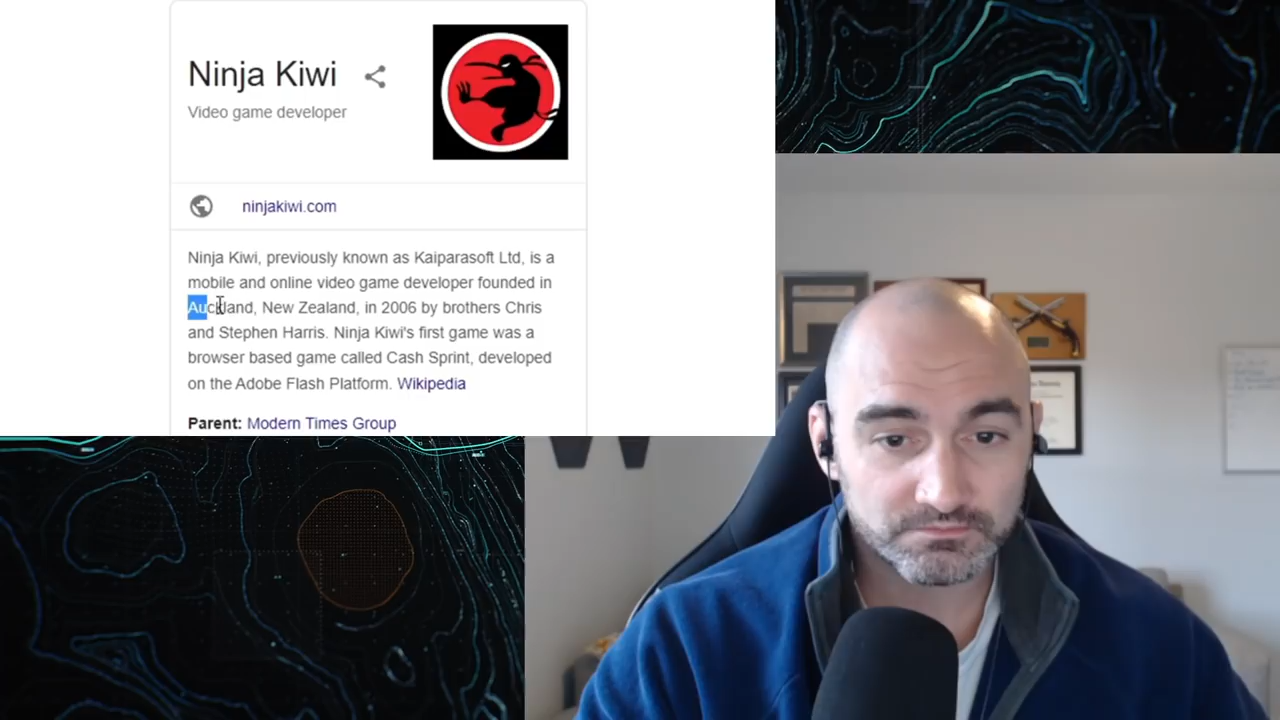 Ninja Kiwi
Video game developer
ninjakiwi.com
Ninja Kiwi, previously known as Kaiparasoft Ltd, is a
mobile and online video game developer founded in
Auckland, New Zealand, in 2006 by brothers Chris
and Stephen Harris. Ninja Kiwi's first game was a
browser based game called Cash Sprint, developed
on the Adobe Flash Platform. Wikipedia
Parent: Modern Times Group
W